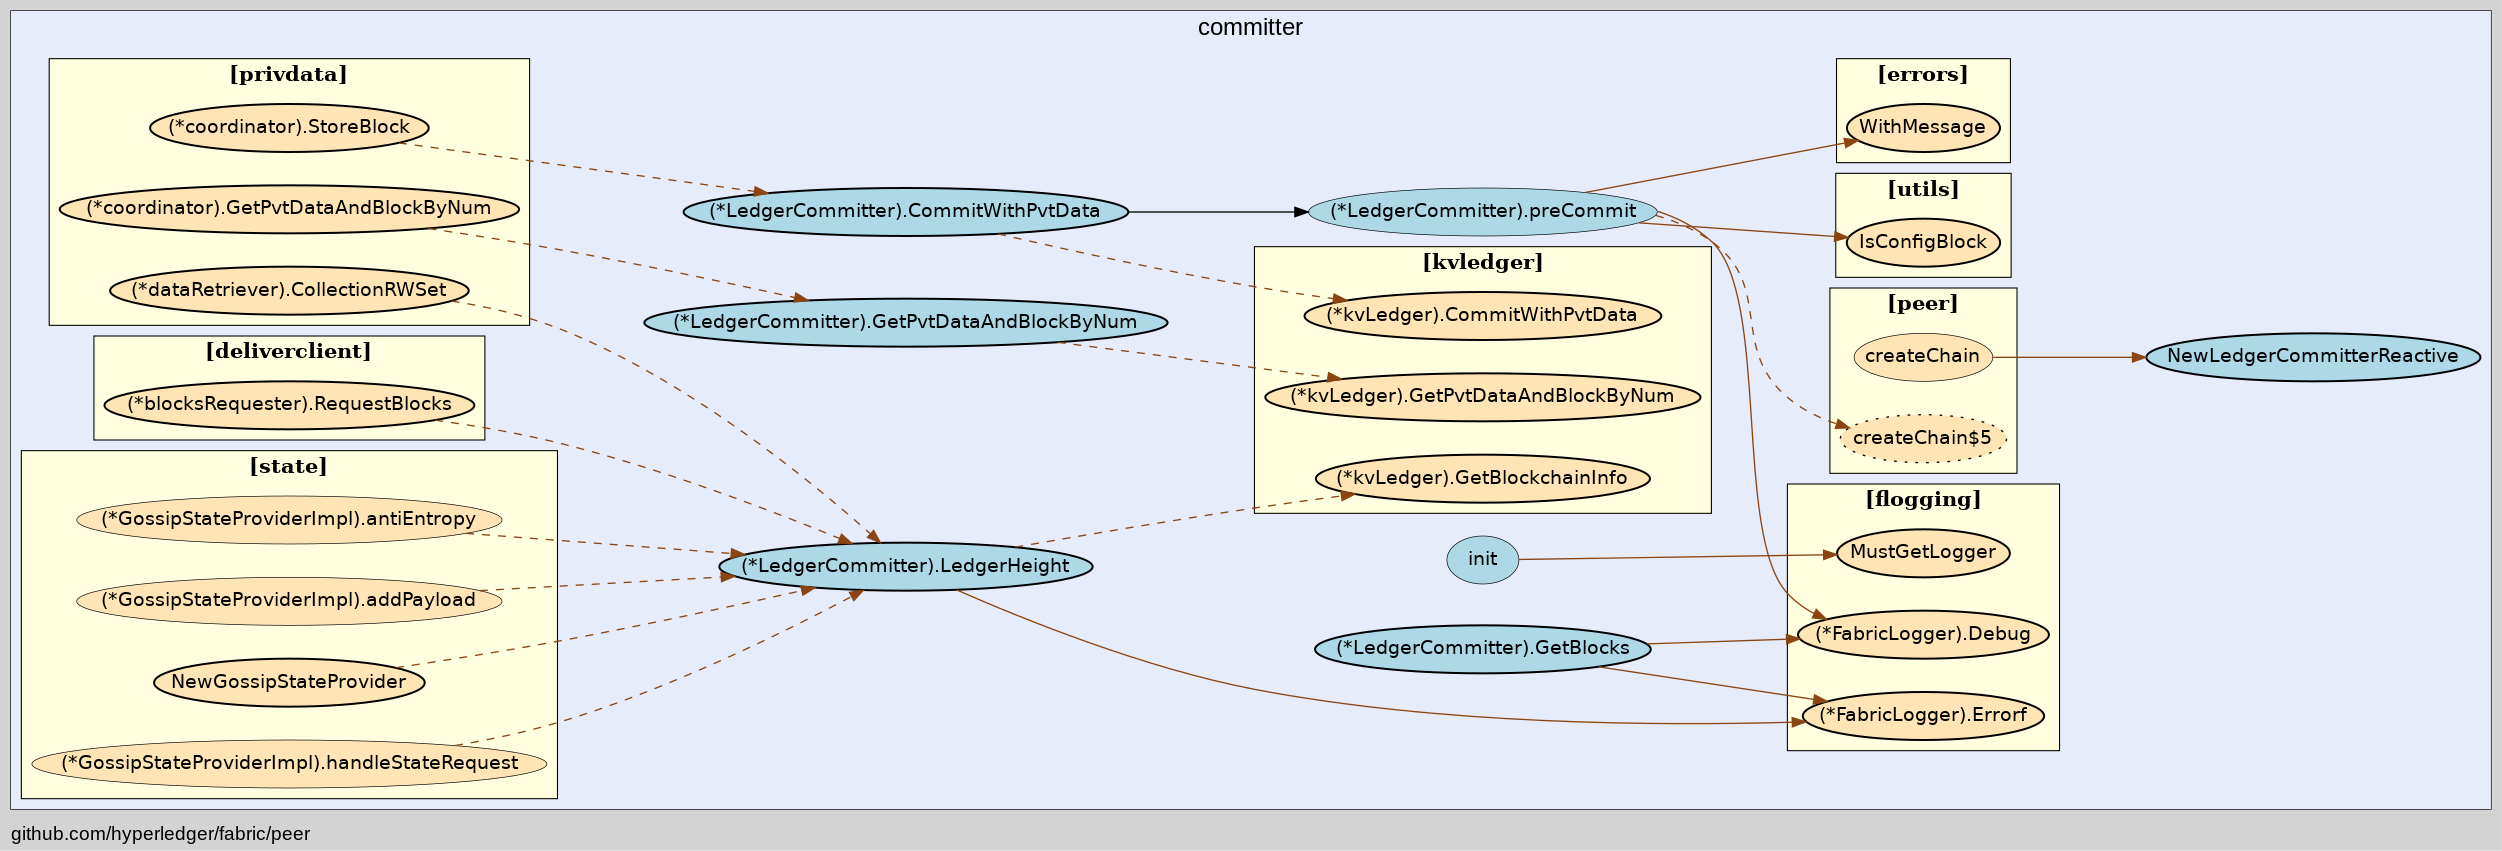 committer
[privdata]
(*coordinator).StoreBlock
(*coordinator).GetPvtDataAndBlockByNum
(*dataRetriever).CollectionRWSet
[deliverclient]
(*blocksRequester).RequestBlocks
[state]
(*GossipStateProviderImpl).antiEntropy
(*GossipStateProviderImpl).addPayload
NewGossipStateProvider
(*GossipStateProviderImpl).handleStateRequest
(*LedgerCommitter).CommitWithPvtData
(*LedgerCommitter).GetPvtDataAndBlockByNum
(*LedgerCommitter).LedgerHeight
(*LedgerCommitter).preCommit
[kvledger]
(*kvLedger).CommitWithPvtData
(*kvLedger).GetPvtDataAndBlockByNum
(*kvLedger).GetBlockchainInfo
init
(*LedgerCommitter).GetBlocks
[errors]
WithMessage
[utils]
IsConfigBlock
[peer]
createChain
createChain$5
[flogging]
MustGetLogger
(*FabricLogger).Debug
(*FabricLogger).Errorf
NewLedgerCommitterReactive
github.com/hyperledger/fabric/peer